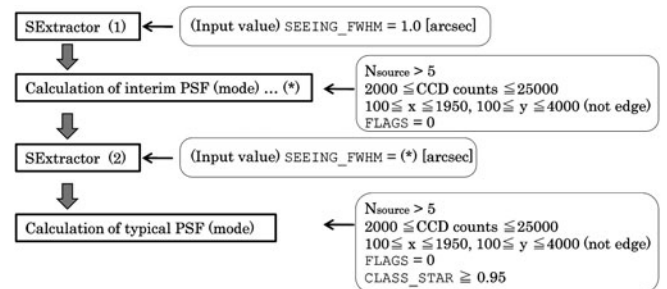 SExtractor (1)
(Input value) SEEING_FWHM = 1.0 [arcsec]
Calculation of interim PSF (mode) ... (*)
Nsource > 5
2000 ≦CCD counts ≦25000
100≦ x ≦1950, 100≦ y ≦4000 (not edge)
FLAGS = 0
SExtractor (2)
(Input value) SEEING_FWHM = (*) [arcsec]
Calculation of typical PSF (mode)
Nsource > 5
2000 ≦CCD counts ≦25000
100≦ x ≦1950, 100≦ y ≦4000 (not edge)
FLAGS = 0
CLASS_STAR ≧ 0.95